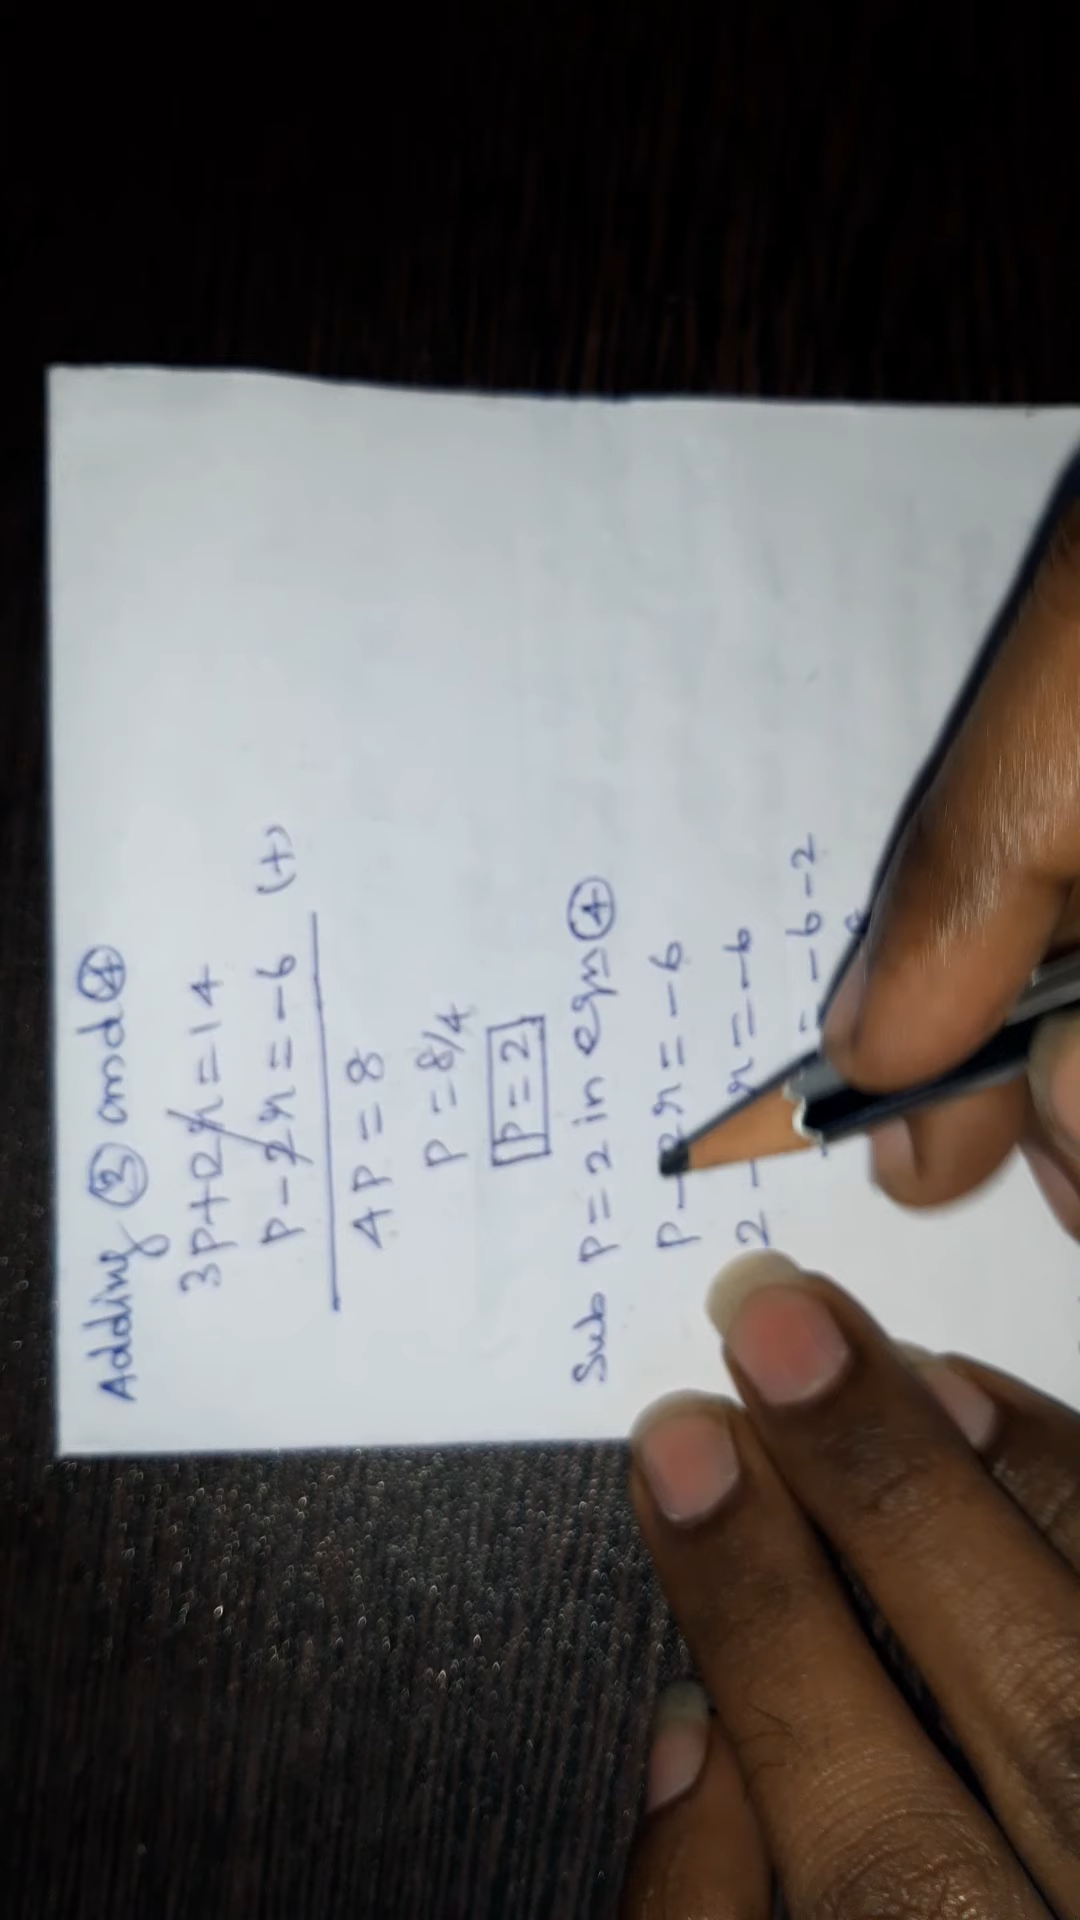 Adding ③ and ④
3P+2r=14
P-2r=-6 (+)
4P=8
P=8/4
P=2
Sub P=2 in eqn ④
P-2r=-6
2- r=-6
=-6-2